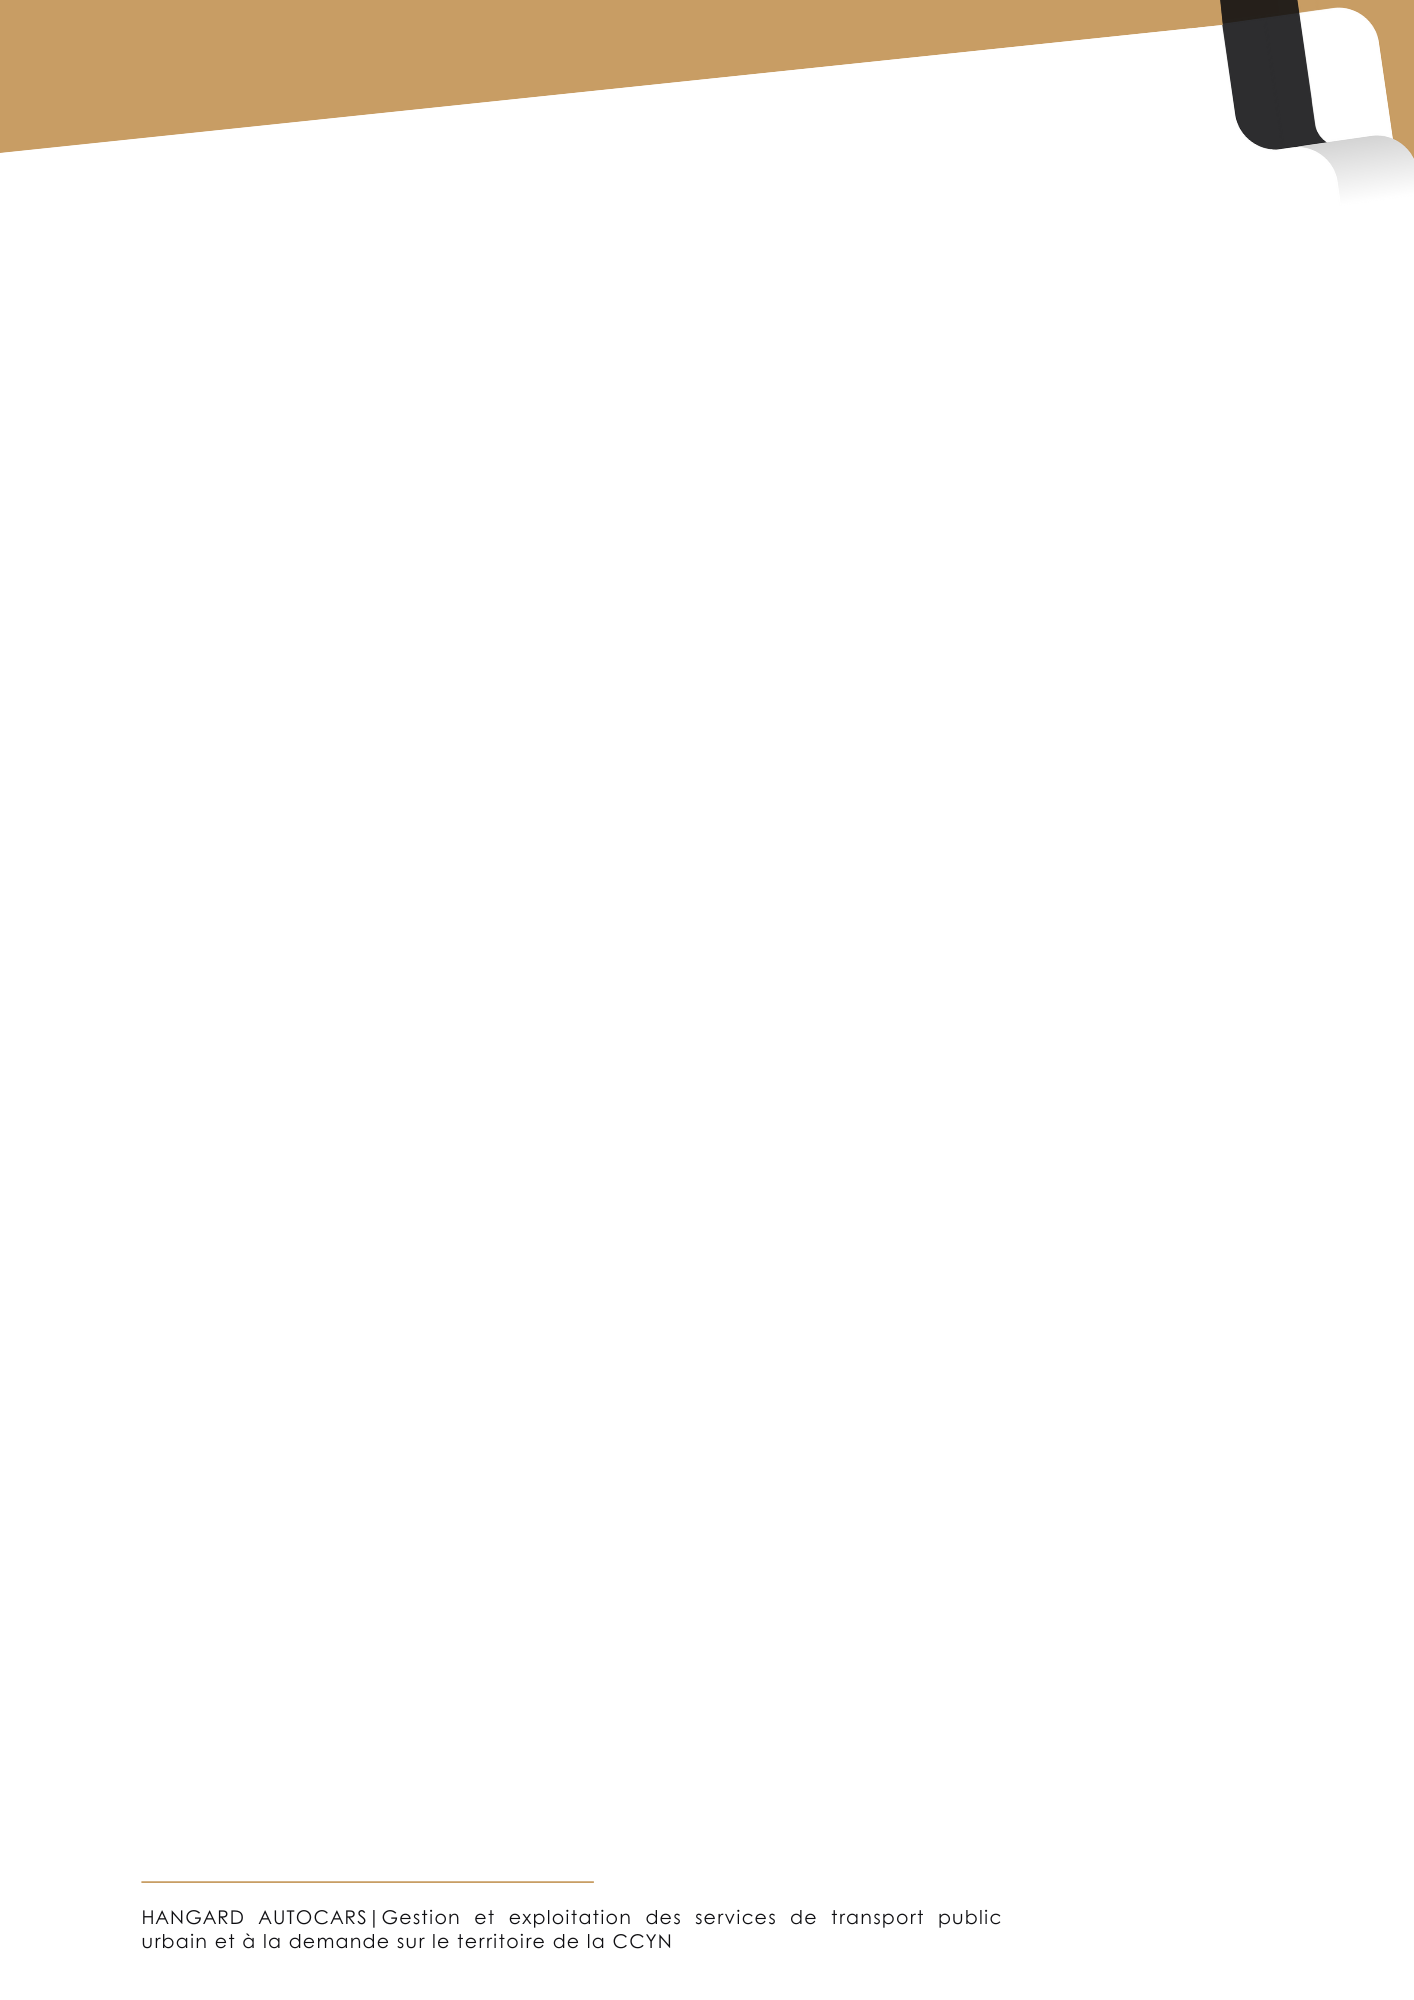 HANGARD AUTOCARS|Gestion et exploitation des services de transport public
urbain et à la demande sur le territoire de la CCYN